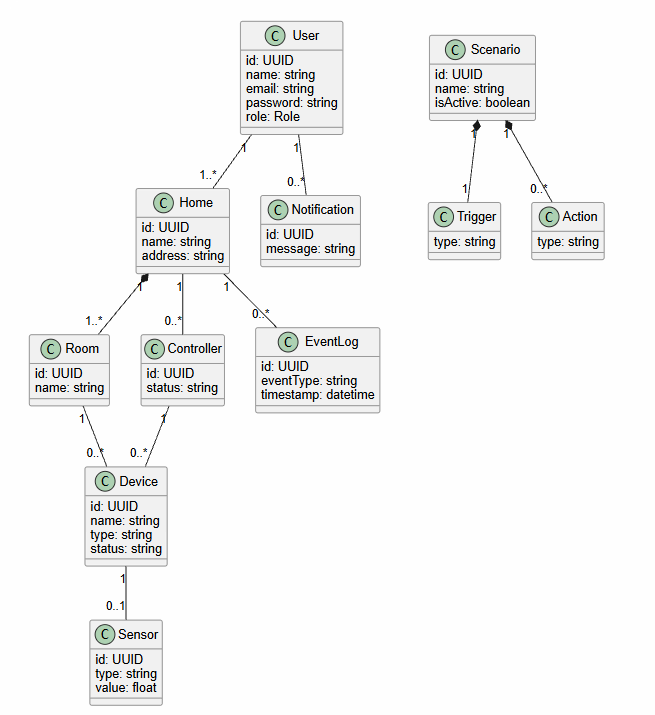 C User
id: UUID
name: string
email: string
password: string
role: Role
C Scenario
id: UUID
name: string
isActive: boolean
1
1
1
1
1..*
0..*
1
0..*
C Home
id: UUID
name: string
address: string
C Notification
id: UUID
message: string
C Trigger
type: string
C Action
type: string
1
1
1
1..*
0..*
0..*
C Room
id: UUID
name: string
C Controller
id: UUID
status: string
C EventLog
id: UUID
eventType: string
timestamp: datetime
1
1
0..*
0..*
C Device
id: UUID
name: string
type: string
status: string
1
0..1
C Sensor
id: UUID
type: string
value: float